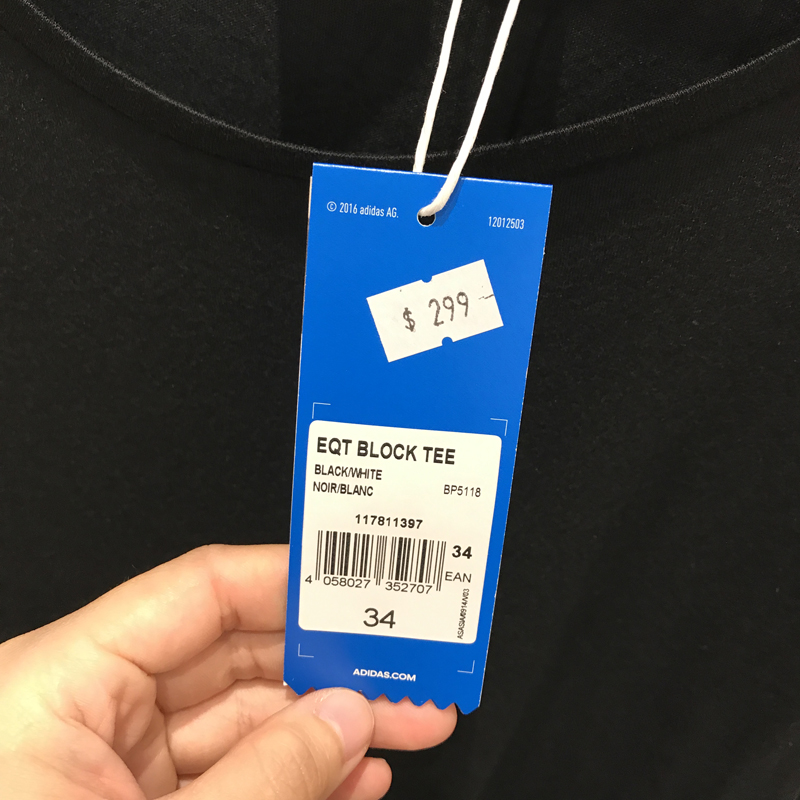 © 2016 adidas AG.
12012503
$ 299
EQT BLOCK TEE
BLACK/WHITE
NOIR/BLANC
BP5118
117811397
34
4 058027 352707
EAN
34
ADIDAS.COM